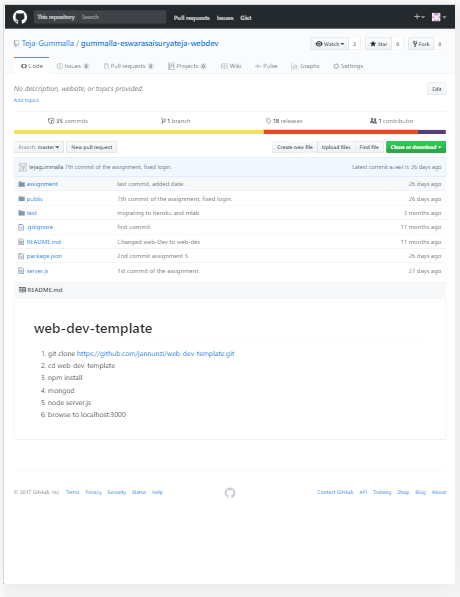 This repository Search Pull requests Issues Gist
Teja-Gummalla / gummalla-eswarasaisuryateja-webdev Watch 2 Star 0 Fork 0
Code Issues 0 Pull requests 0 Projects 0 Wiki Pulse Graphs Settings
No description, website, or topics provided. Edit
Add topics
35 commits 1 branch 18 releases 1 contributor
Branch: master New pull request Create new file Upload files Find file Clone or download
tejagummalla 7th commit of the assignment, fixed login. Latest commit 26 days ago
assignment last commit, added date. 26 days ago
public 7th commit of the assignment, fixed login. 26 days ago
test migrating to heroku and mlab 3 months ago
.gitignore first commit 11 months ago
README.md Changed web-Dev to web-dev 11 months ago
package.json 2nd commit assignment 5 26 days ago
server.js 1st commit of the assignment. 27 days ago
README.md
web-dev-template
1. git clone https://github.com/jannunzi/web-dev-template.git
2. cd web-dev-template
3. npm install
4. mongod
5. node server.js
6. browse to localhost:3000
© 2017 GitHub, Inc. Terms Privacy Security Status Help Contact GitHub API Training Shop Blog About